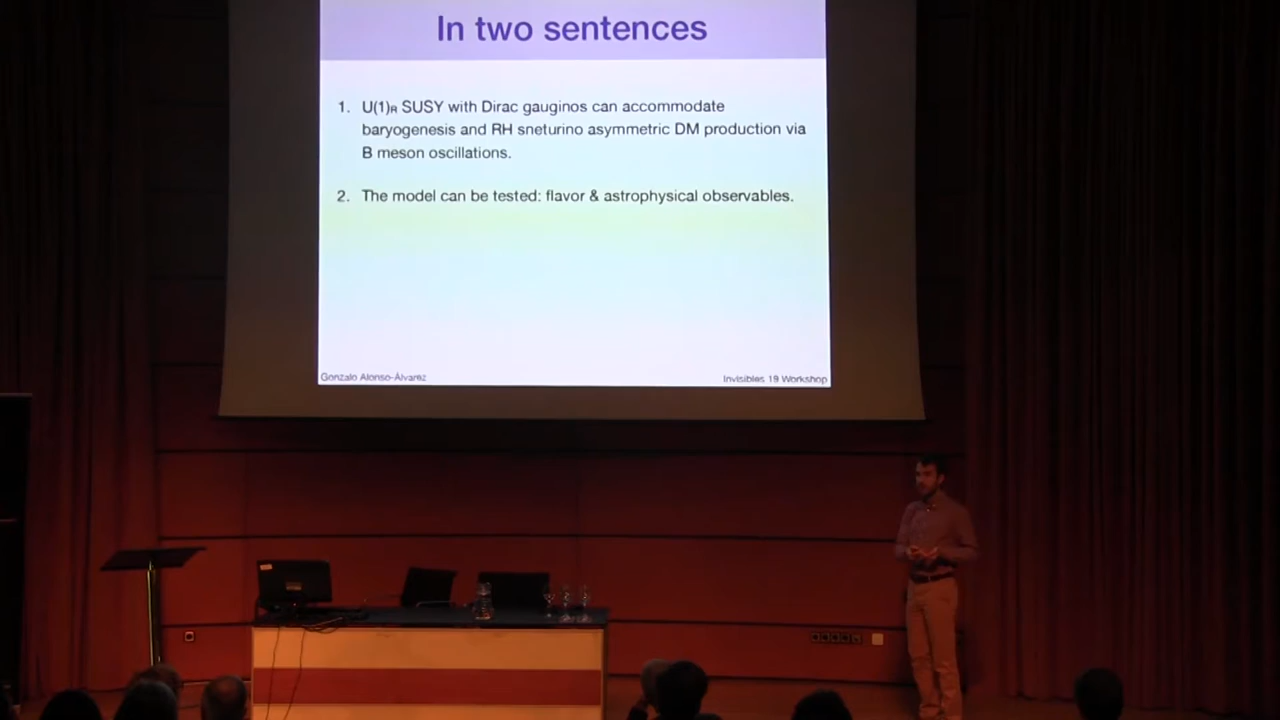 In two sentences
1. U(1)R SUSY with Dirac gauginos can accommodate
baryogenesis and RH sneturino asymmetric DM production via
B meson oscillations.
2. The model can be tested: flavor & astrophysical observables.
Gonzalo Alonso-Álvarez
Invisibles 19 Workshop